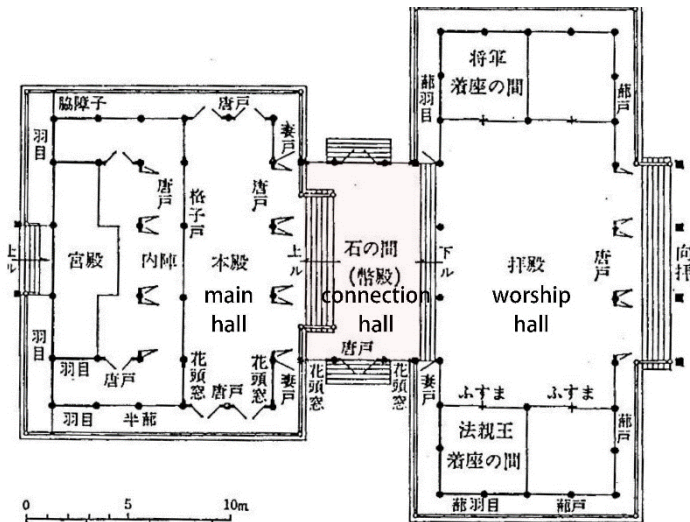 将軍
着座の間
蔀羽目
蔀戸
脇障子
唐戸
羽目
妻戸
唐戸
格子戸
唐戸
上ル
宮殿
内陣
本殿
main
hall
上ル
石の間
(幣殿)
connection
hall
下ル
拝殿
worship
hall
唐戸
向拝
羽目
羽目
唐戸
花頭窓
唐戸
花頭窓
妻戸
唐戸
花頭窓
花頭窓
妻戸
ふすま
ふすま
羽目
半蔀
法親王
着座の間
蔀戸
蔀羽目
蔀戸
0
5
10m